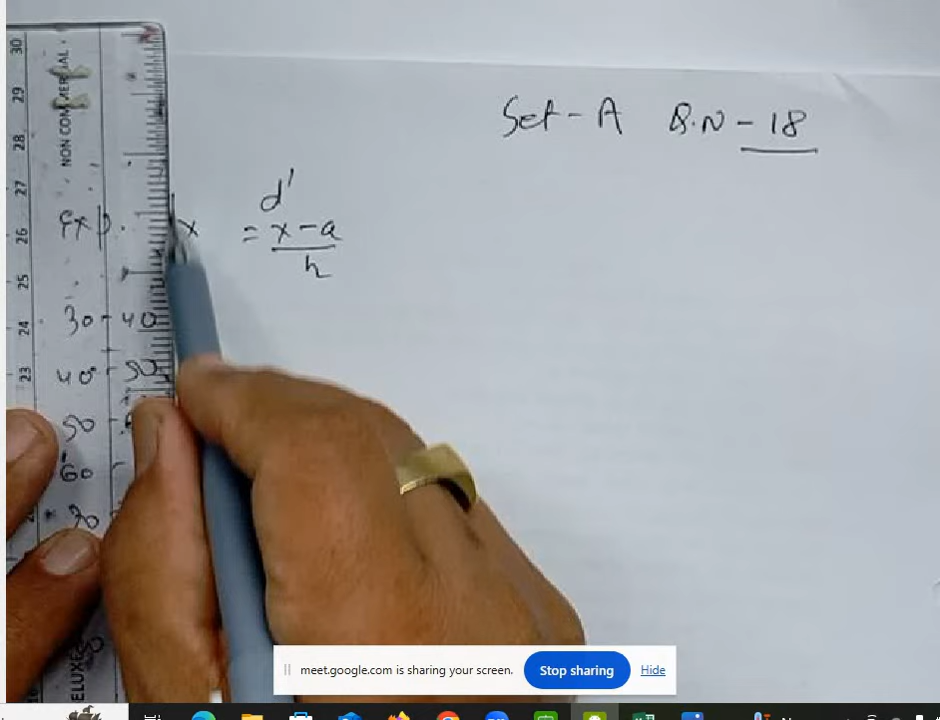 30 29 28 27 26 25 24 23
NON COMMERCIAL
Set - A Q.N - 18
d'
x = x - a
h
30 - 40
40 - 50
50 -
60
70
meet.google.com is sharing your screen. Stop sharing Hide